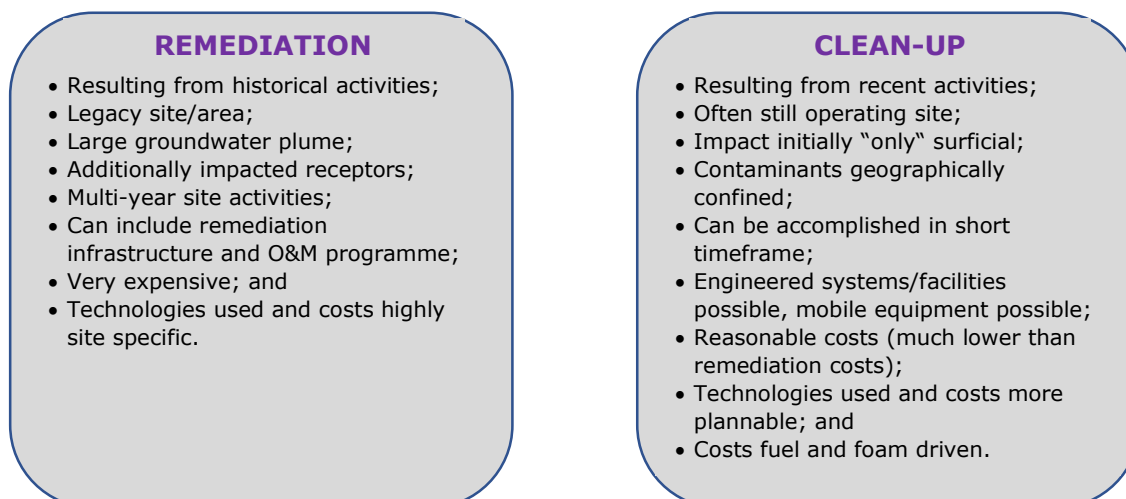 REMEDIATION
• Resulting from historical activities;
• Legacy site/area;
• Large groundwater plume;
• Additionally impacted receptors;
• Multi-year site activities;
• Can include remediation
infrastructure and O&M programme;
• Very expensive; and
• Technologies used and costs highly
site specific.
CLEAN-UP
• Resulting from recent activities;
• Often still operating site;
• Impact initially “only“ surficial;
• Contaminants geographically
confined;
• Can be accomplished in short
timeframe;
• Engineered systems/facilities
possible, mobile equipment possible;
• Reasonable costs (much lower than
remediation costs);
• Technologies used and costs more
plannable; and
• Costs fuel and foam driven.